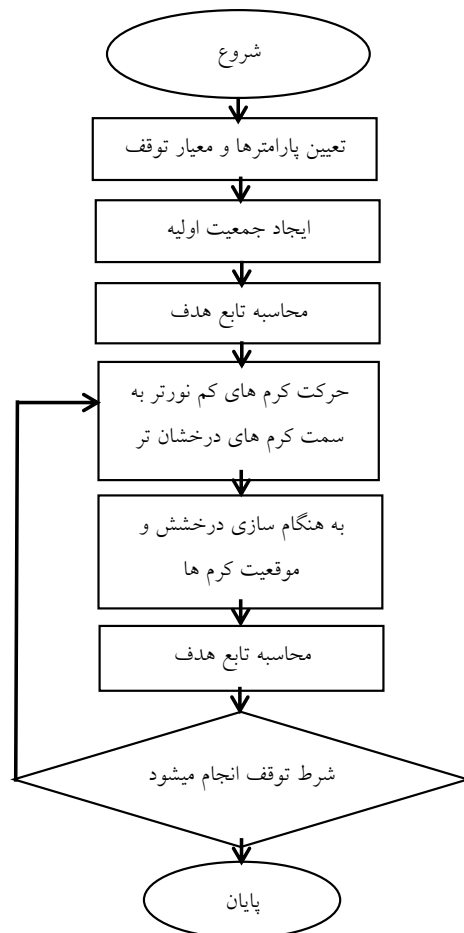 شروع
تعیین پارامترها و معیار توقف
ایجاد جمعیت اولیه
محاسبه تابع هدف
حرکت کرم های کم نورتر به
سمت کرم های درخشان تر
به هنگام سازی درخشش و
موقعیت کرم ها
محاسبه تابع هدف
شرط توقف انجام میشود
پایان